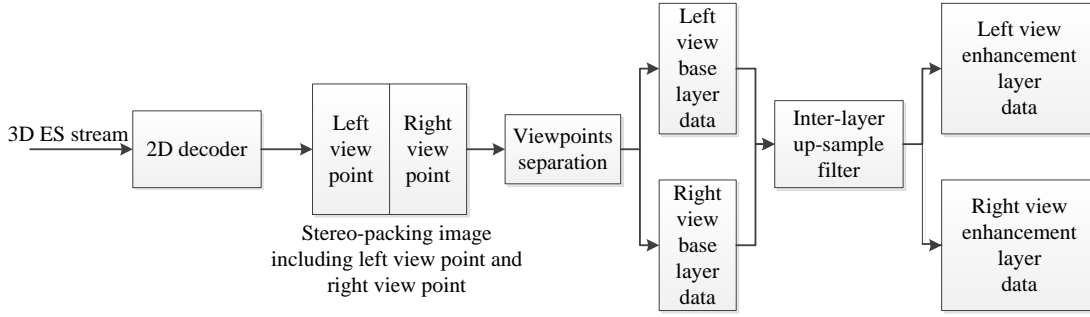 3D ES stream
2D decoder
Left
view
point
Right
view
point
Stereo-packing image
including left view point and
right view point
Viewpoints
separation
Left
view
base
layer
data
Right
view
base
layer
data
Inter-layer
up-sample
filter
Left view
enhancement
layer
data
Right view
enhancement
layer
data